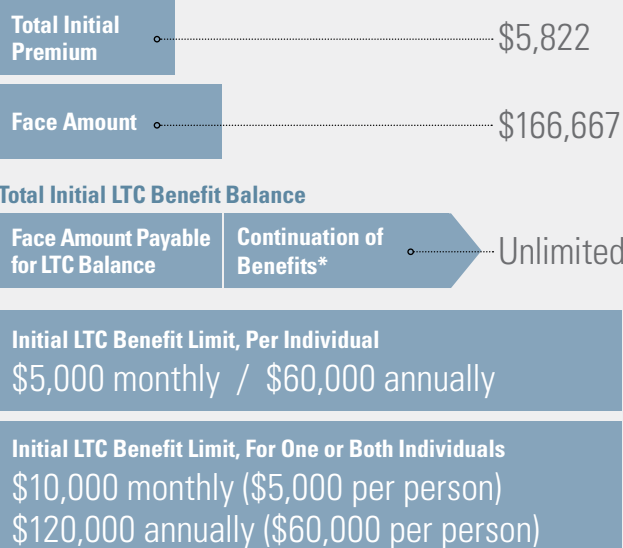 Total Initial
Premium
$5,822
Face Amount
$166,667
Total Initial LTC Benefit Balance
Face Amount Payable
for LTC Balance
Continuation of
Benefits*
Unlimited
Initial LTC Benefit Limit, Per Individual
$5,000 monthly / $60,000 annually
Initial LTC Benefit Limit, For One or Both Individuals
$10,000 monthly ($5,000 per person)
$120,000 annually ($60,000 per person)